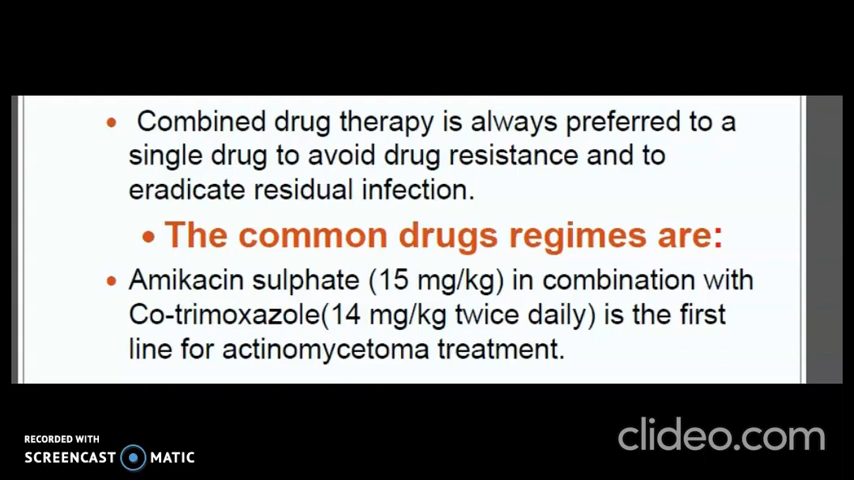 • Combined drug therapy is always preferred to a
single drug to avoid drug resistance and to
eradicate residual infection.
• The common drugs regimes are:
• Amikacin sulphate (15 mg/kg) in combination with
Co-trimoxazole(14 mg/kg twice daily) is the first
line for actinomycetoma treatment.
RECORDED WITH
SCREENCAST MATIC
clideo.com